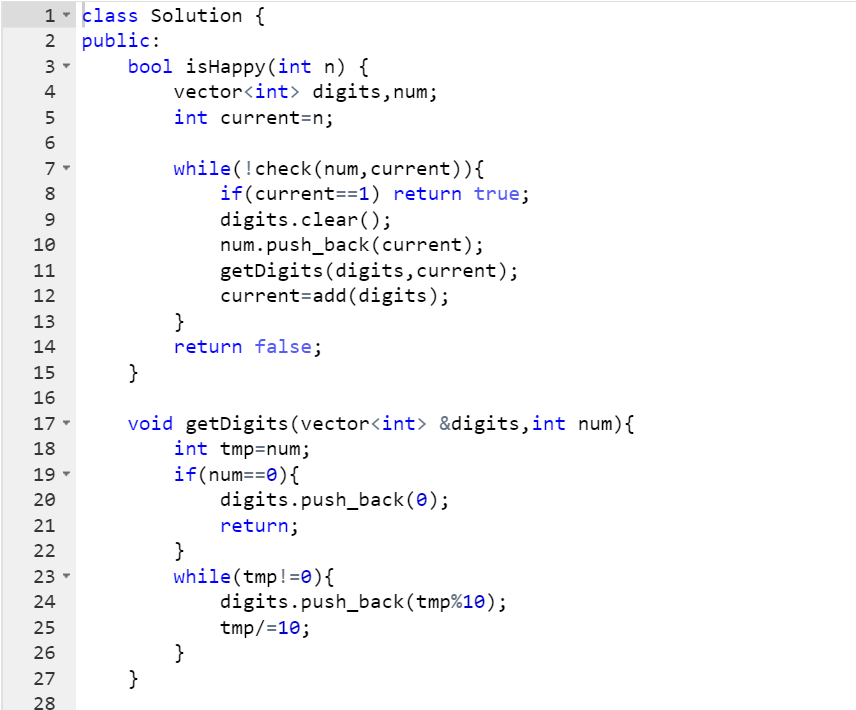 1 class Solution {
2 public:
3     bool isHappy(int n) {
4         vector<int> digits,num;
5         int current=n;
6
7         while(!check(num,current)){
8             if(current==1) return true;
9             digits.clear();
10             num.push_back(current);
11             getDigits(digits,current);
12             current=add(digits);
13         }
14         return false;
15     }
16
17     void getDigits(vector<int> &digits,int num){
18         int tmp=num;
19         if(num==0){
20             digits.push_back(0);
21             return;
22         }
23         while(tmp!=0){
24             digits.push_back(tmp%10);
25             tmp/=10;
26         }
27     }
28